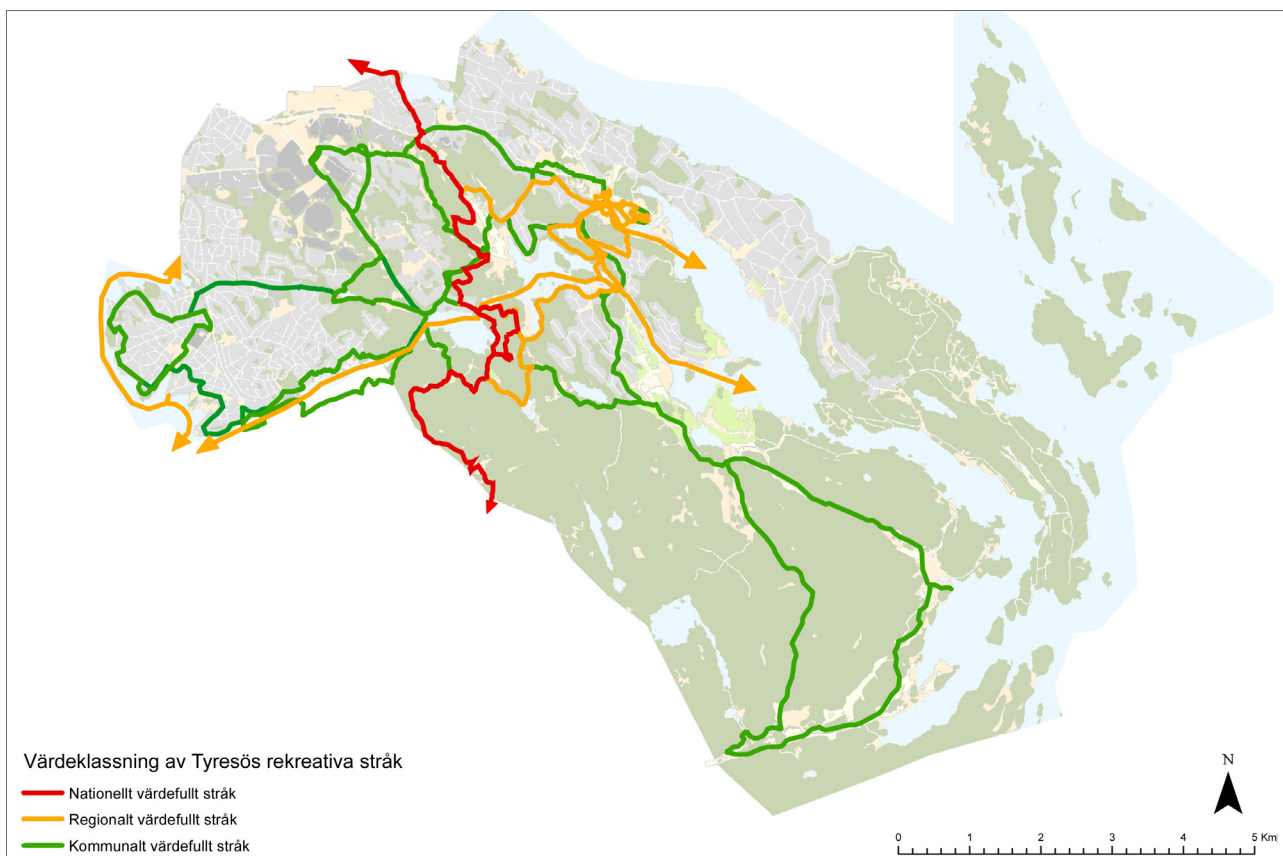 Värdeklassning av Tyresös rekreativa stråk
Nationellt värdefullt stråk
Regionalt värdefullt stråk
Kommunalt värdefullt stråk
N
0 1 2 3 4 5 Km